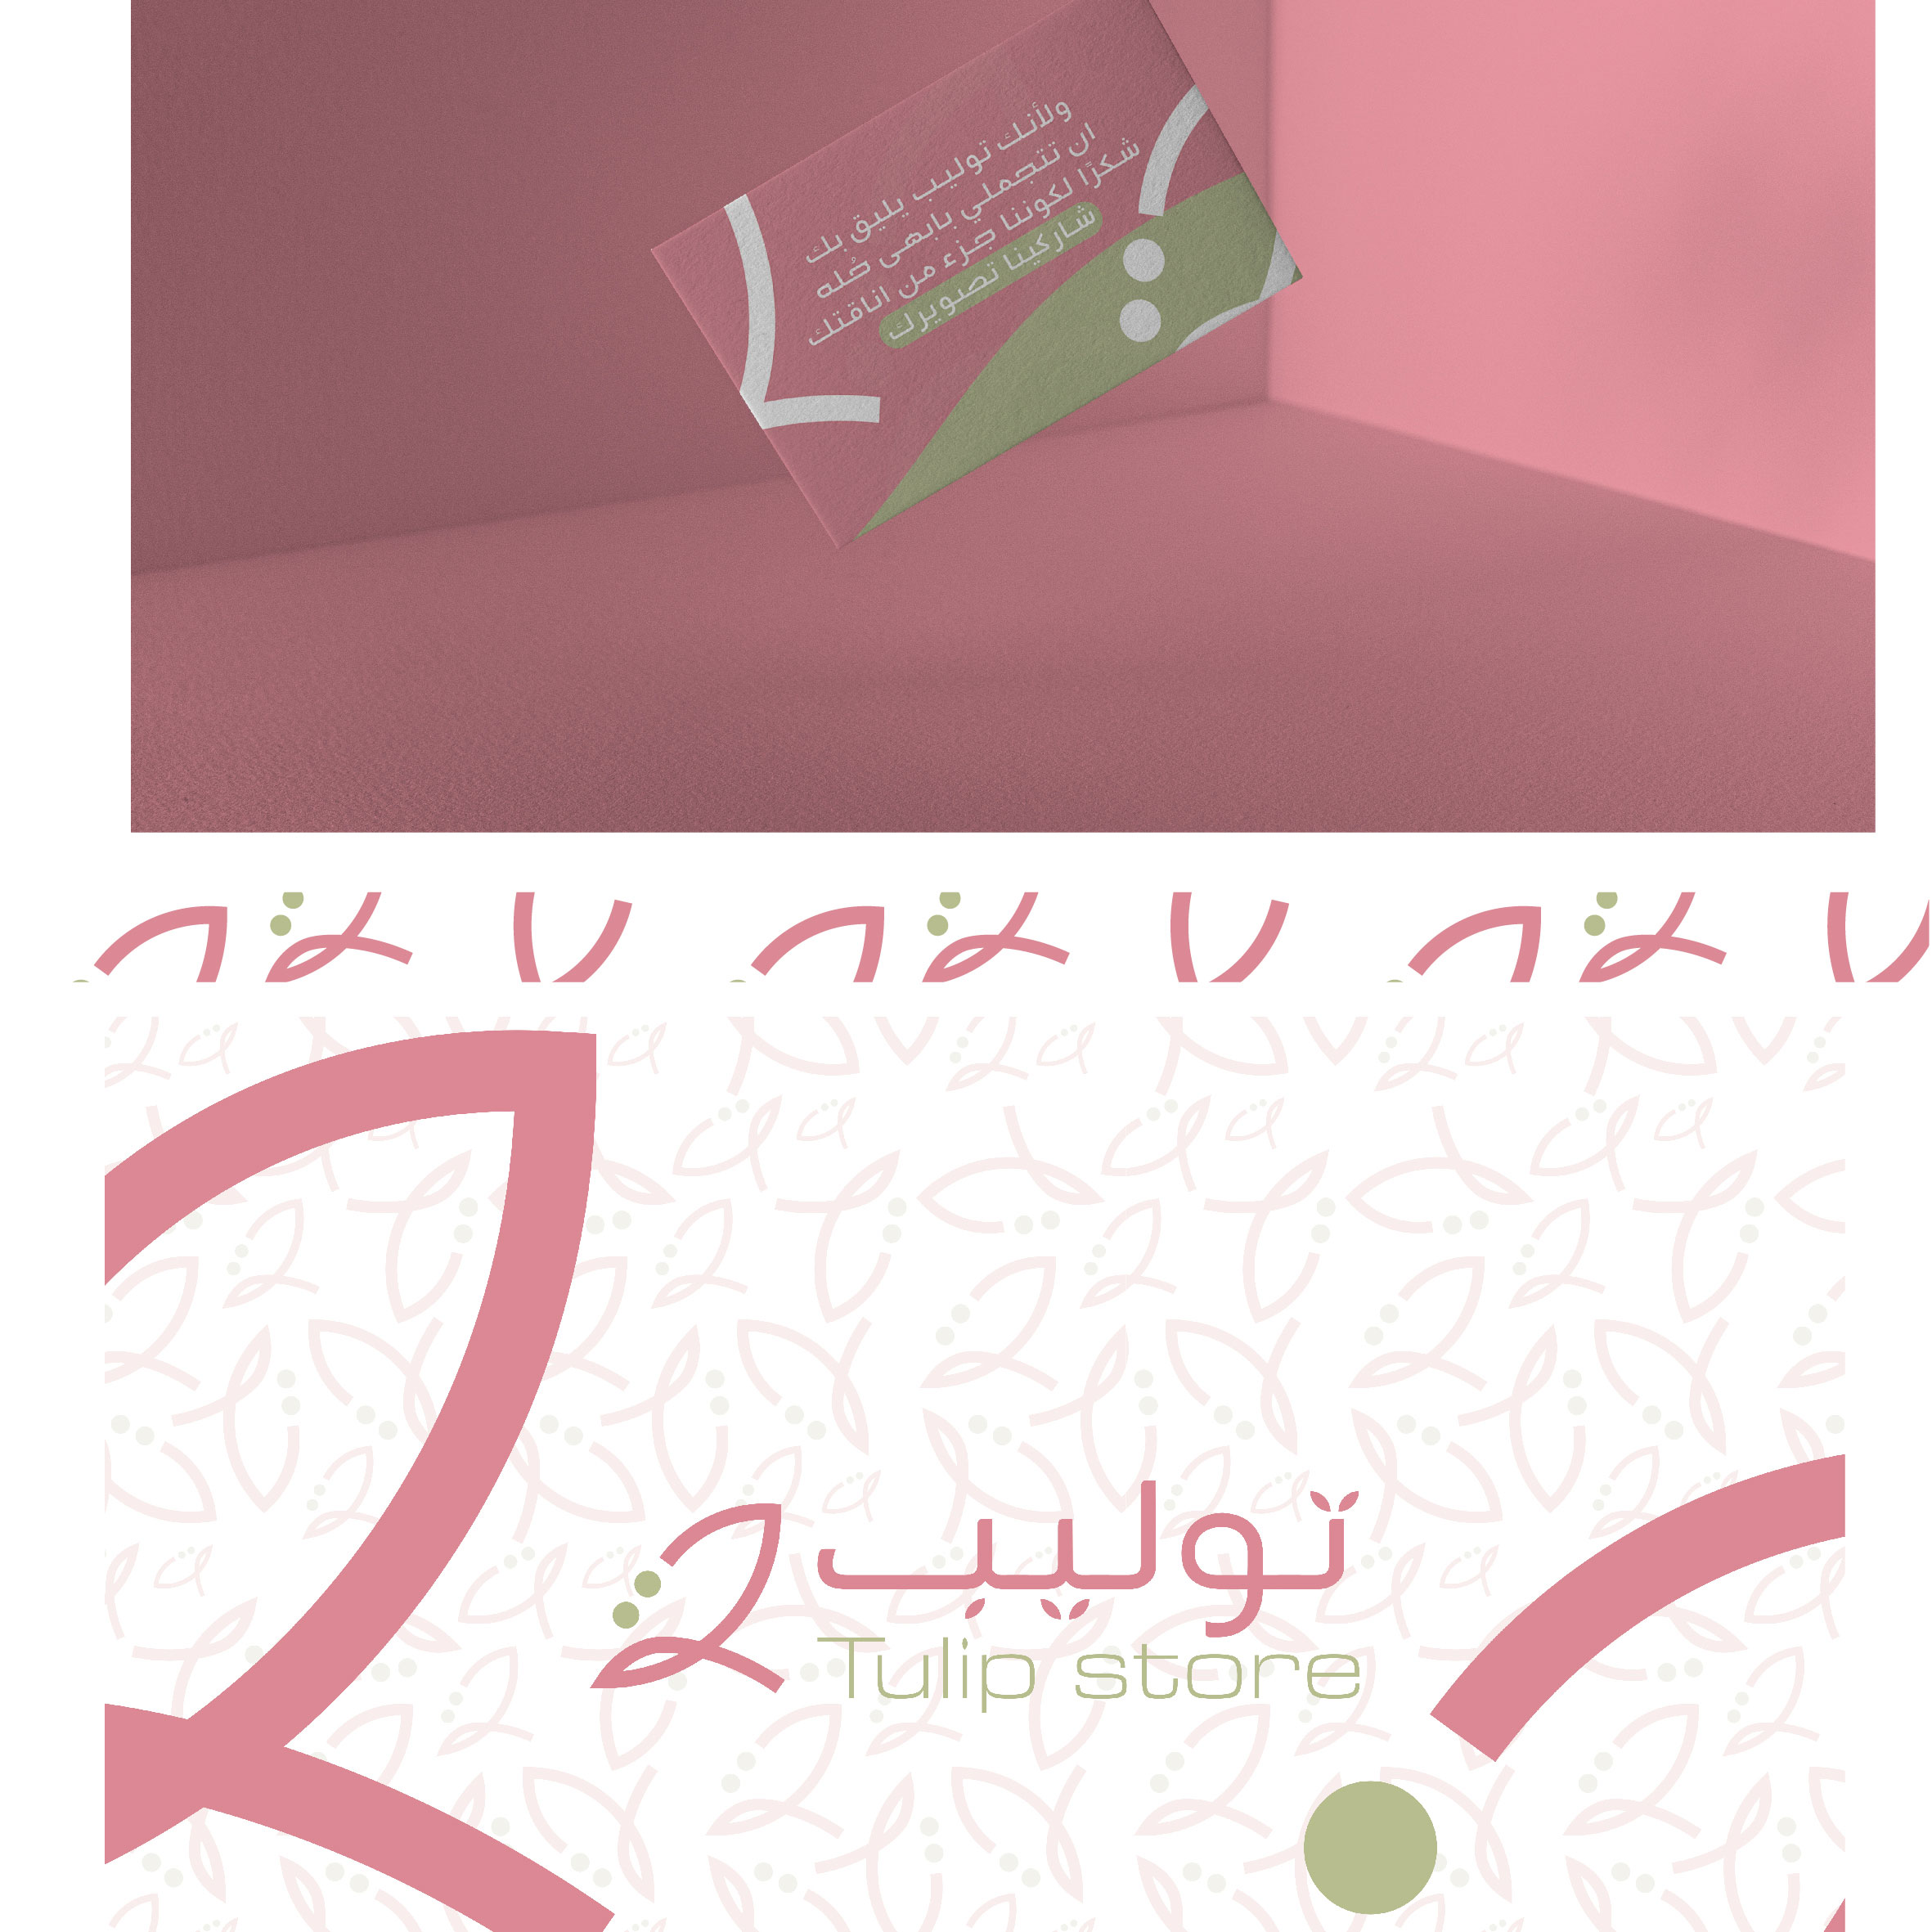 ولأنك توليب يليق بك
ان تتجملي بابهى حُله
شكرًا لكوننا جزء من اناقتك
شاركينا تصويرك
توليب
Tulip store